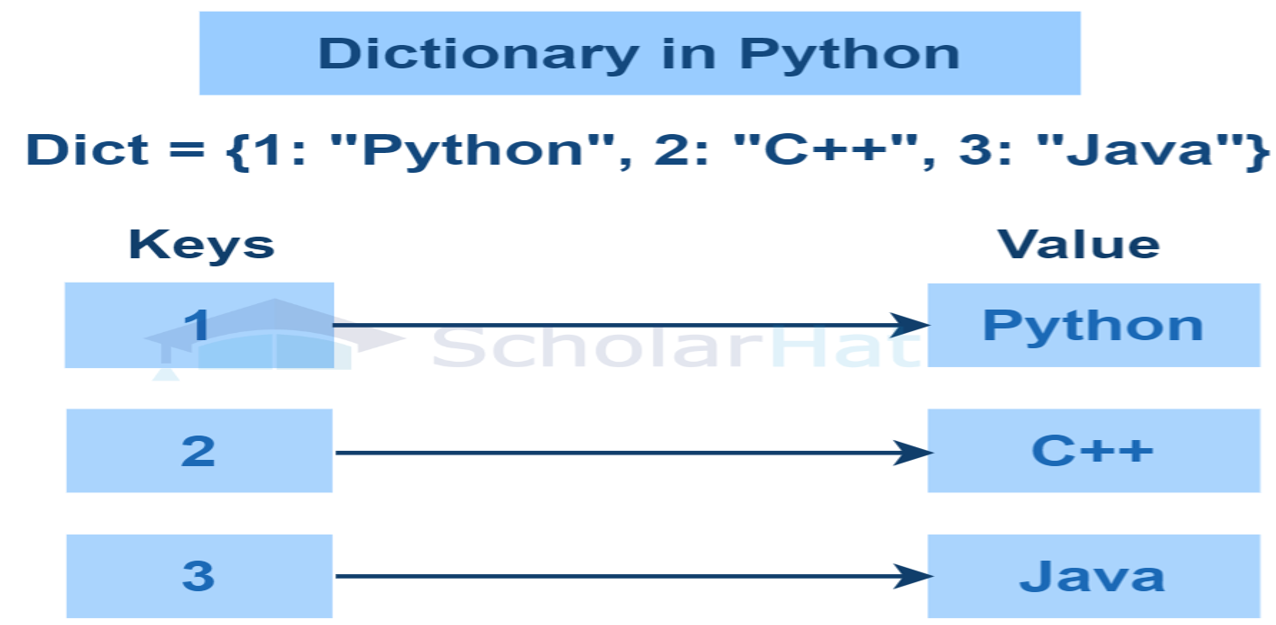 Dictionary in Python
Dict = {1: "Python", 2: "C++", 3: "Java"}
Keys Value
1 Python
ScholarHat
2 C++
3 Java